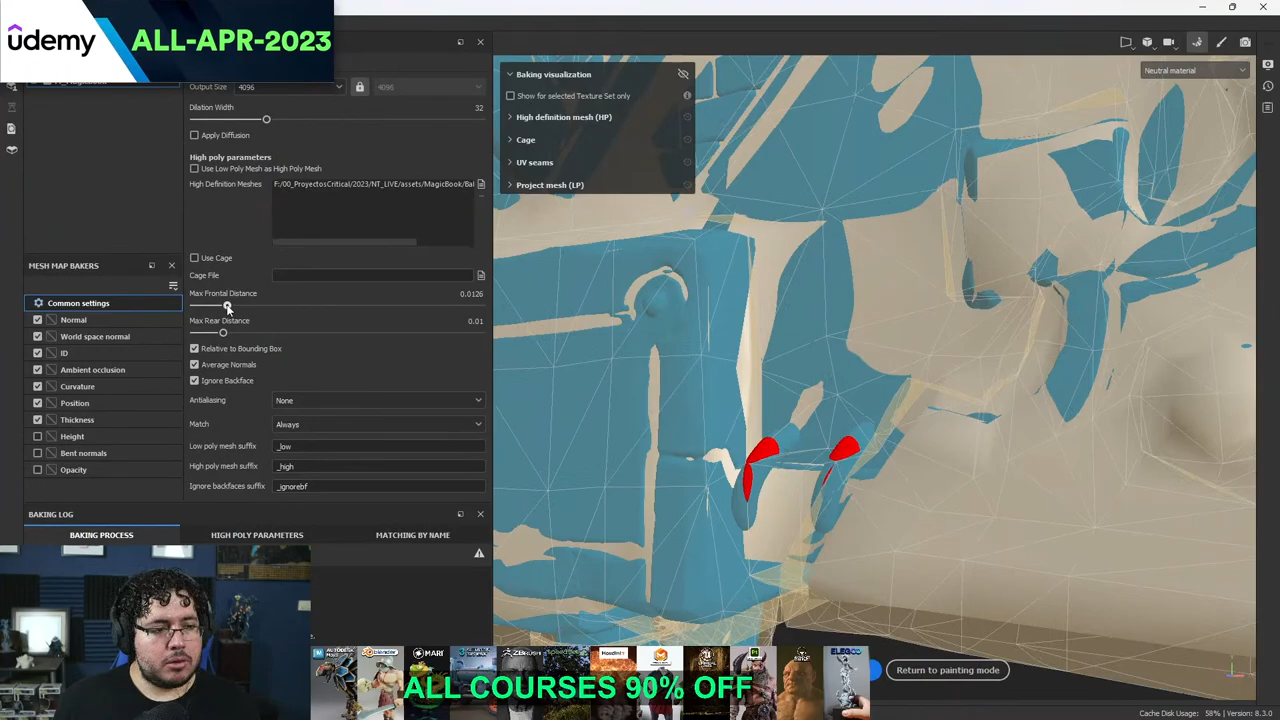 udemy
ALL-APR-2023
Output Size
4096
4096
Dilation Width
32
Apply Diffusion
High poly parameters
Use Low Poly Mesh as High Poly Mesh
High Definition Meshes
F:/00_ProyectosCritical/2023/NT_LIVE/assets/MagicBook/Bal
Use Cage
Cage File
Max Frontal Distance
0.0126
Max Rear Distance
0.01
Relative to Bounding Box
Average Normals
Ignore Backface
Antialiasing
None
Match
Always
Low poly mesh suffix
_low
High poly mesh suffix
_high
Ignore backfaces suffix
_ignorebf
MESH MAP BAKERS
Common settings
Normal
World space normal
ID
Ambient occlusion
Curvature
Position
Thickness
Height
Bent normals
Opacity
BAKING LOG
BAKING PROCESS
HIGH POLY PARAMETERS
MATCHING BY NAME
Baking visualization
Show for selected Texture Set only
High definition mesh (HP)
Cage
UV seams
Project mesh (LP)
Neutral material
Return to painting mode
MARI
ZBRUSH
Houdini
ELEGOO
ALL COURSES 90% OFF
Cache Disk Usage: 58% | Version: 8.3.0